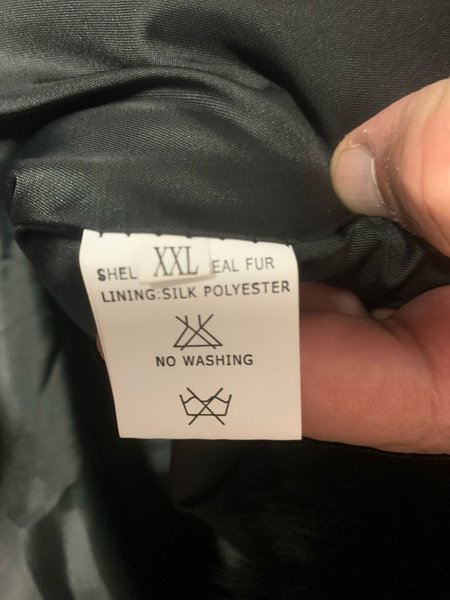 SHEL XXL EAL FUR
LINING:SILK POLYESTER
NO WASHING